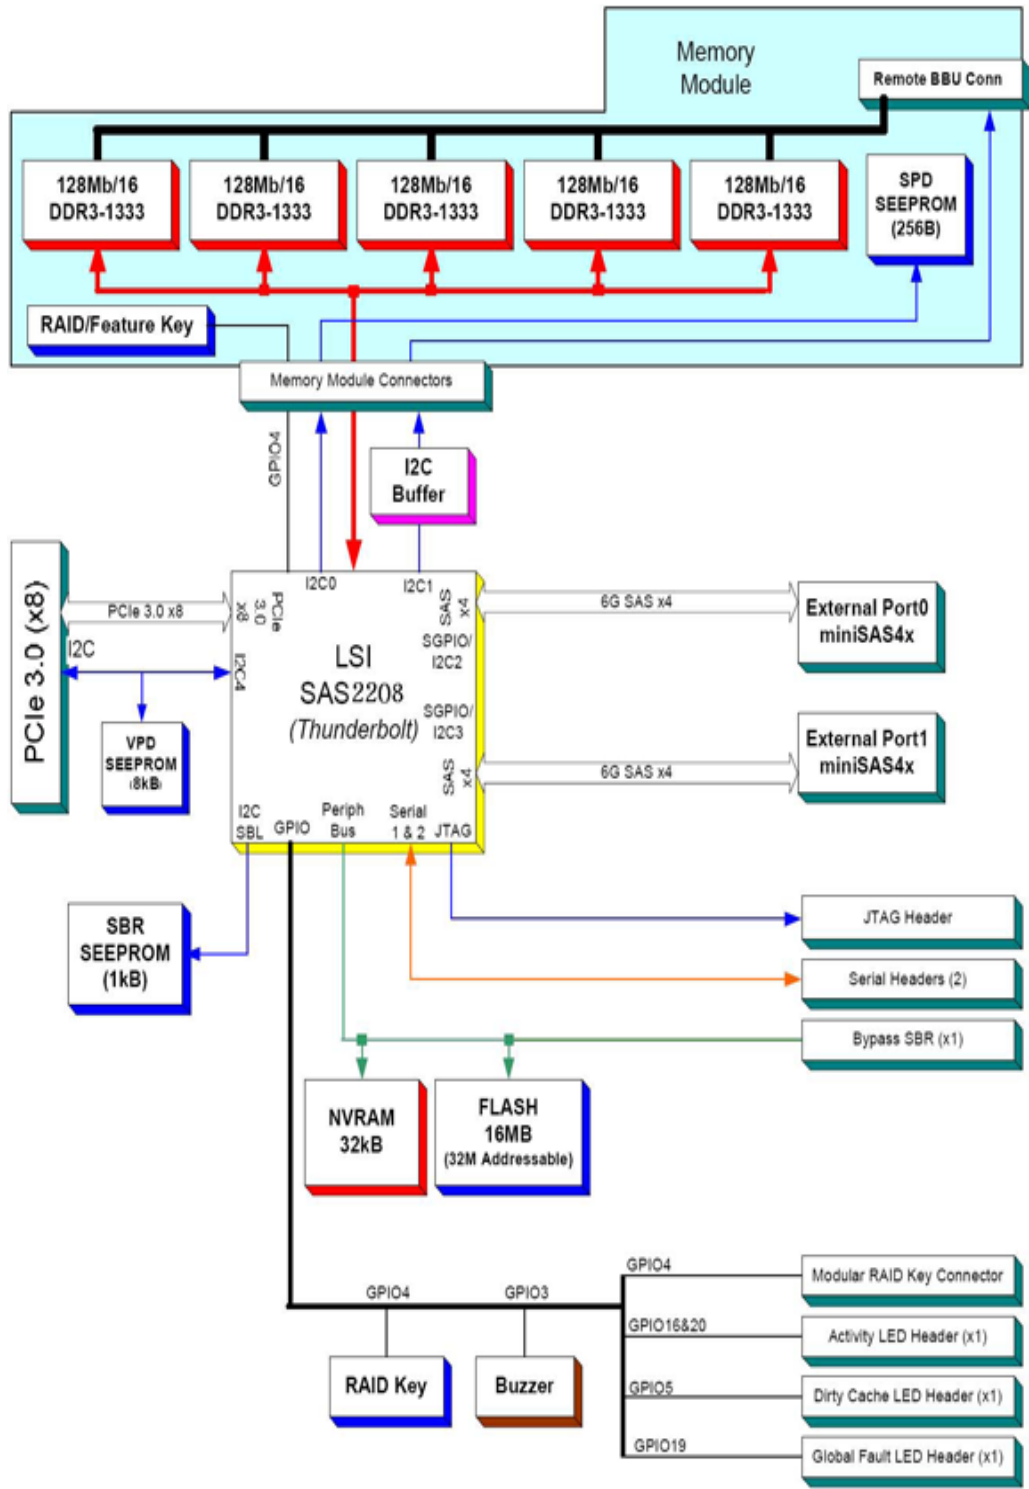 Memory
Module
Remote BBU Conn
128Mb/16
DDR3-1333
128Mb/16
DDR3-1333
128Mb/16
DDR3-1333
128Mb/16
DDR3-1333
128Mb/16
DDR3-1333
SPD
SEEPROM
(256B)
RAID/Feature Key
Memory Module Connectors
GPIO4
I2C
Buffer
PCIe 3.0 (x8)
PCIe 3.0 x8
I2C
VPD
SEEPROM
(8kB)
PCIe
3.0
x8
I2C4
I2C0
I2C1
SAS
x4
SGPIO/
I2C2
LSI
SAS2208
(Thunderbolt)
SGPIO/
I2C3
SAS
x4
I2C
SBL
GPIO
Periph
Bus
Serial
1 & 2
JTAG
6G SAS x4
External Port0
miniSAS4x
6G SAS x4
External Port1
miniSAS4x
SBR
SEEPROM
(1kB)
JTAG Header
Serial Headers (2)
Bypass SBR (x1)
NVRAM
32kB
FLASH
16MB
(32M Addressable)
GPIO4
GPIO3
GPIO4
Modular RAID Key Connector
GPIO16&20
Activity LED Header (x1)
RAID Key
Buzzer
GPIO5
Dirty Cache LED Header (x1)
GPIO19
Global Fault LED Header (x1)